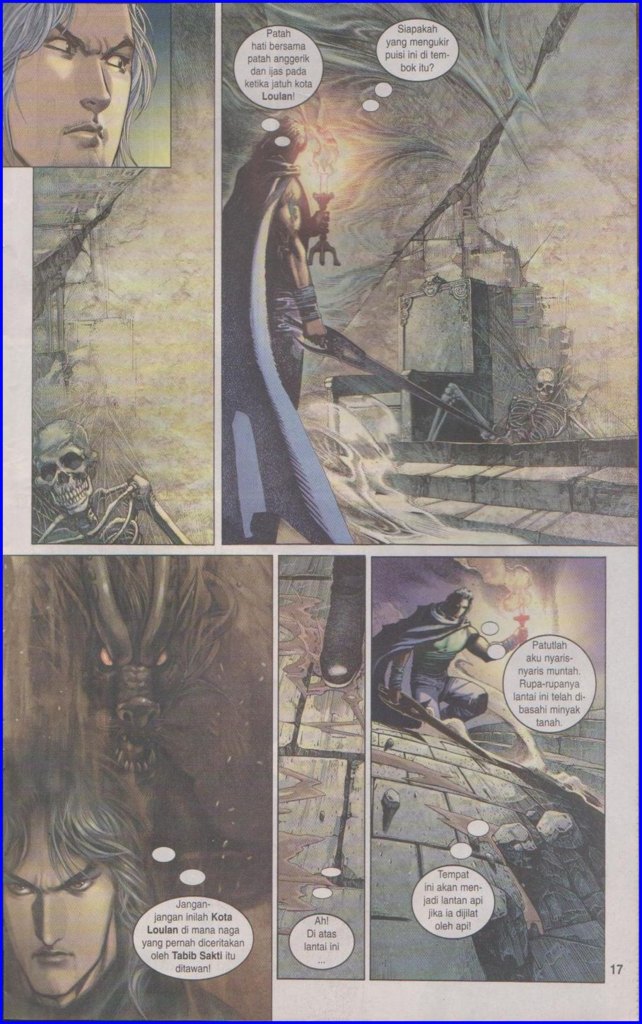 Patah
hati bersama
patah anggerik
dan ijas pada
ketika jatuh kota
Loulan!
Siapakah
yang mengukir
puisi ini di tem-
bok itu?
Jangan-
jangan inilah Kota
Loulan di mana naga
yang pernah diceritakan
oleh Tabib Sakti itu
ditawan!
Ah!
Di atas
lantai ini
...
Patutlah
aku nyaris-
nyaris muntah.
Rupa-rupanya
lantai ini telah di-
basahi minyak
tanah.
Tempat
ini akan men-
jadi lantan api
jika ia dijilat
oleh api!
17